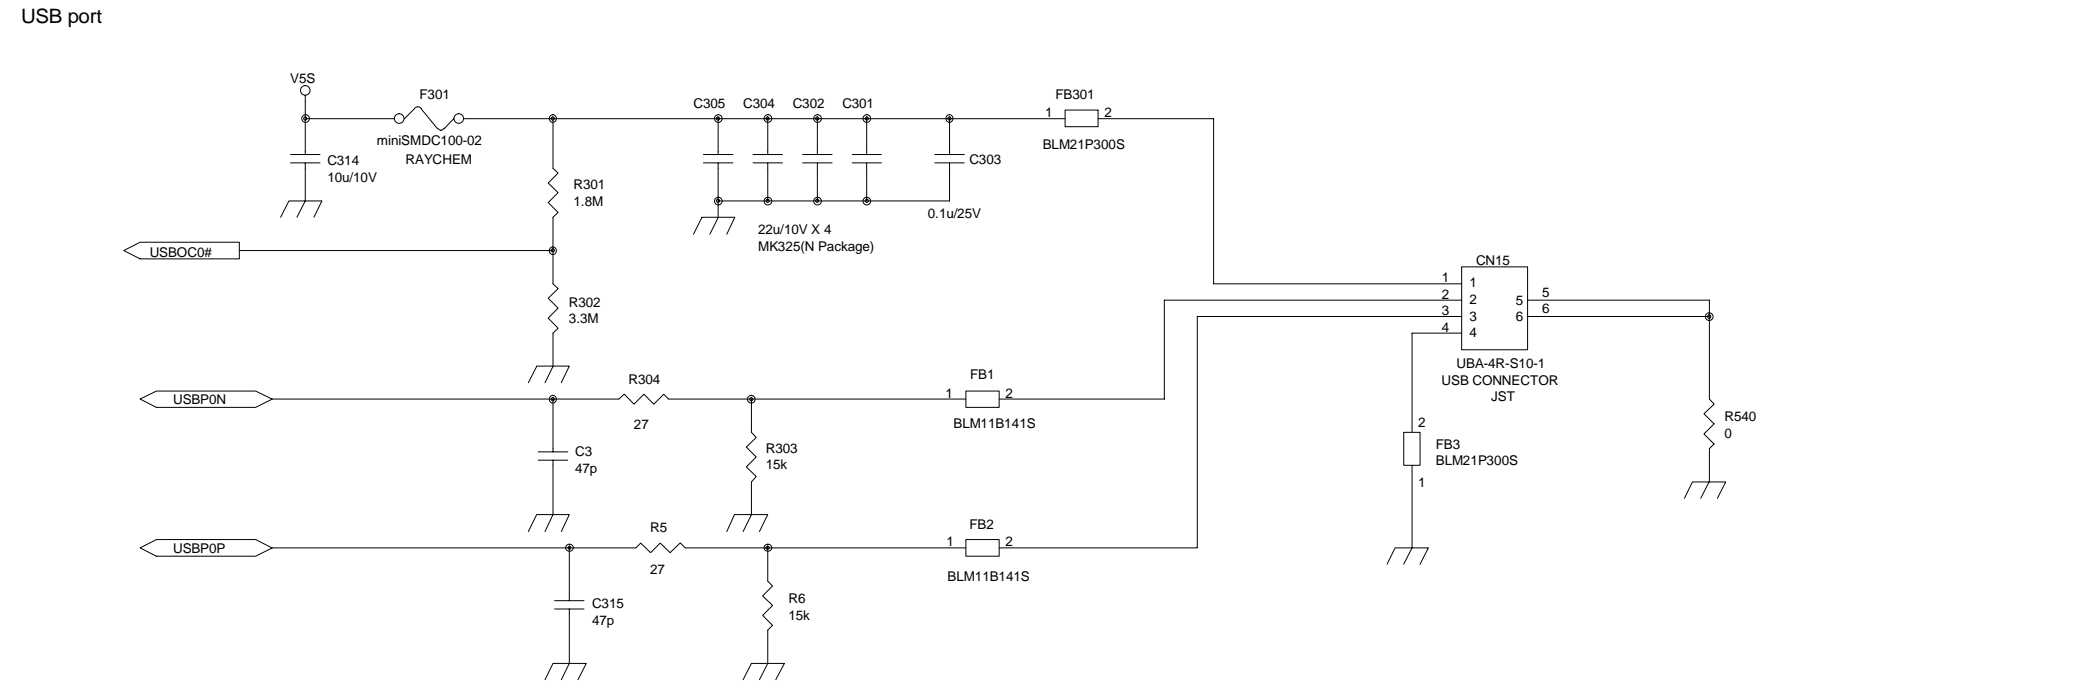 USB port
V5S
F301
miniSMDC100-02
RAYCHEM
C314
10u/10V
C305 C304 C302 C301
C303
0.1u/25V
22u/10V X 4
MK325(N Package)
FB301
1 2
BLM21P300S
R301
1.8M
USBOC0#
R302
3.3M
CN15
1 1
2 2
3 3
4 4
5 5
6 6
UBA-4R-S10-1
USB CONNECTOR
JST
USBP0N
R304
27
C3
47p
R303
15k
FB1
1 2
BLM11B141S
2
FB3
BLM21P300S
1
R540
0
USBP0P
R5
27
C315
47p
R6
15k
FB2
1 2
BLM11B141S